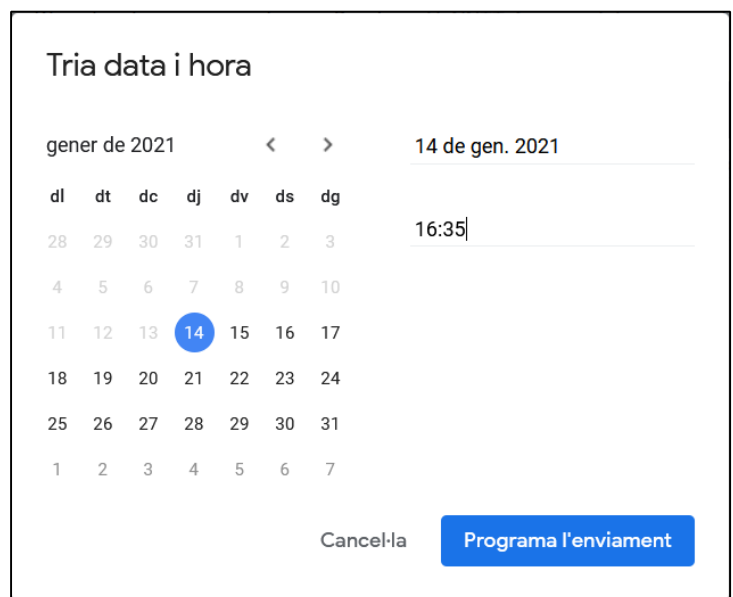 Tria data i hora
gener de 2021
14 de gen. 2021
dl dt dc dj dv ds dg
16:35
28 29 30 31 1 2 3
4 5 6 7 8 9 10
11 12 13 14 15 16 17
18 19 20 21 22 23 24
25 26 27 28 29 30 31
1 2 3 4 5 6 7
Cancel·la
Programa l'enviament